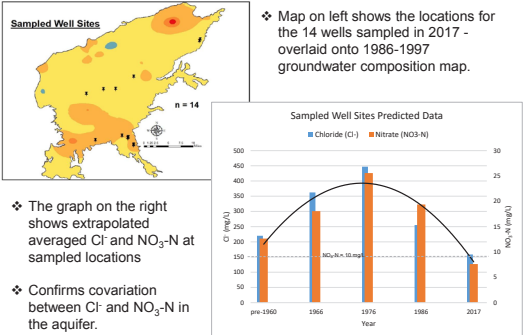 Sampled Well Sites
n = 14
❖ Map on left shows the locations for
the 14 wells sampled in 2017 -
overlaid onto 1986-1997
groundwater composition map.
❖ The graph on the right
shows extrapolated
averaged Cl⁻ and NO₃-N at
sampled locations
❖ Confirms covariation
between Cl⁻ and NO₃-N in
the aquifer.
Sampled Well Sites Predicted Data
Chloride (Cl-) Nitrate (NO3-N)
500
450
400
350
300
250
200
150
100
50
0
Cl⁻ (mg/L)
30
25
20
15
10
5
0
NO₃-N (mg/L)
NO₃-N = 10 mg/L
pre-1960 1966 1976 1986 2017
Year